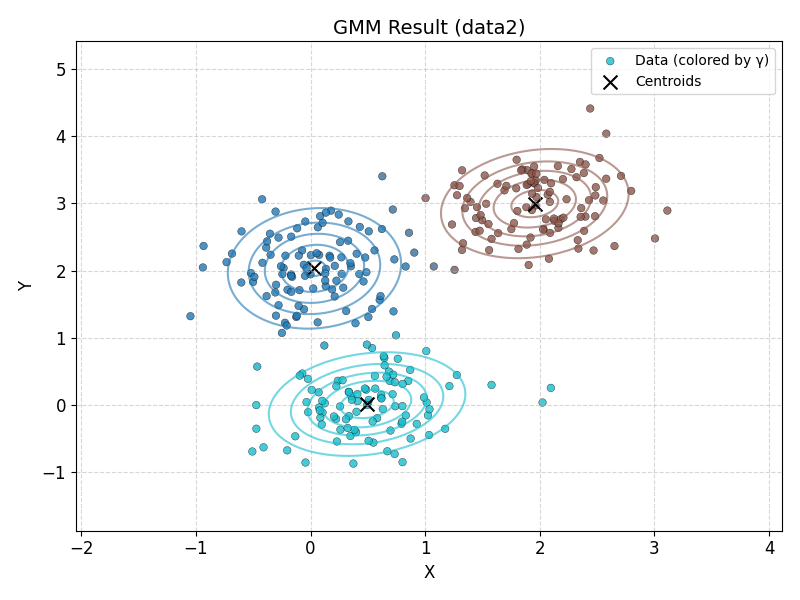 GMM Result (data2)
Data (colored by γ)
Centroids
5
4
3
2
1
0
−1
Y
−2
−1
0
1
2
3
4
X